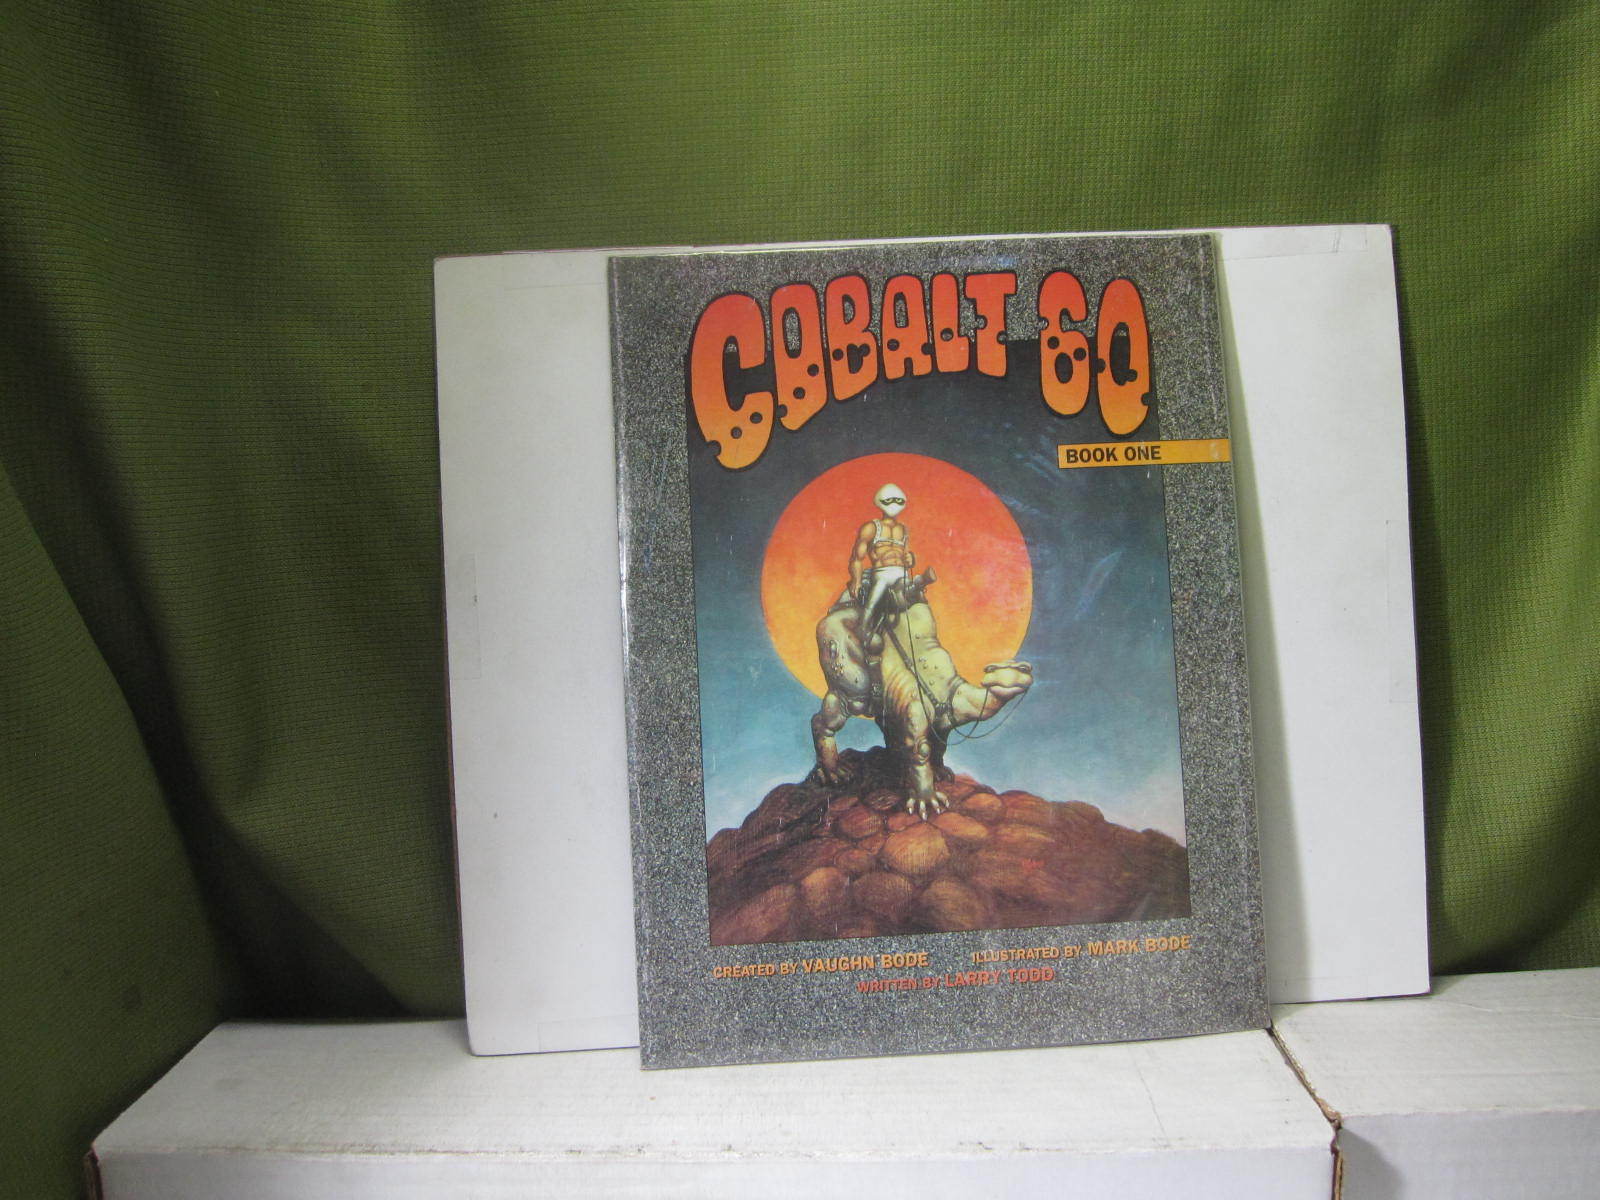 COBALT 60
BOOK ONE
CREATED BY VAUGHN BODE ILLUSTRATED BY MARK BODE
WRITTEN BY LARRY TODD